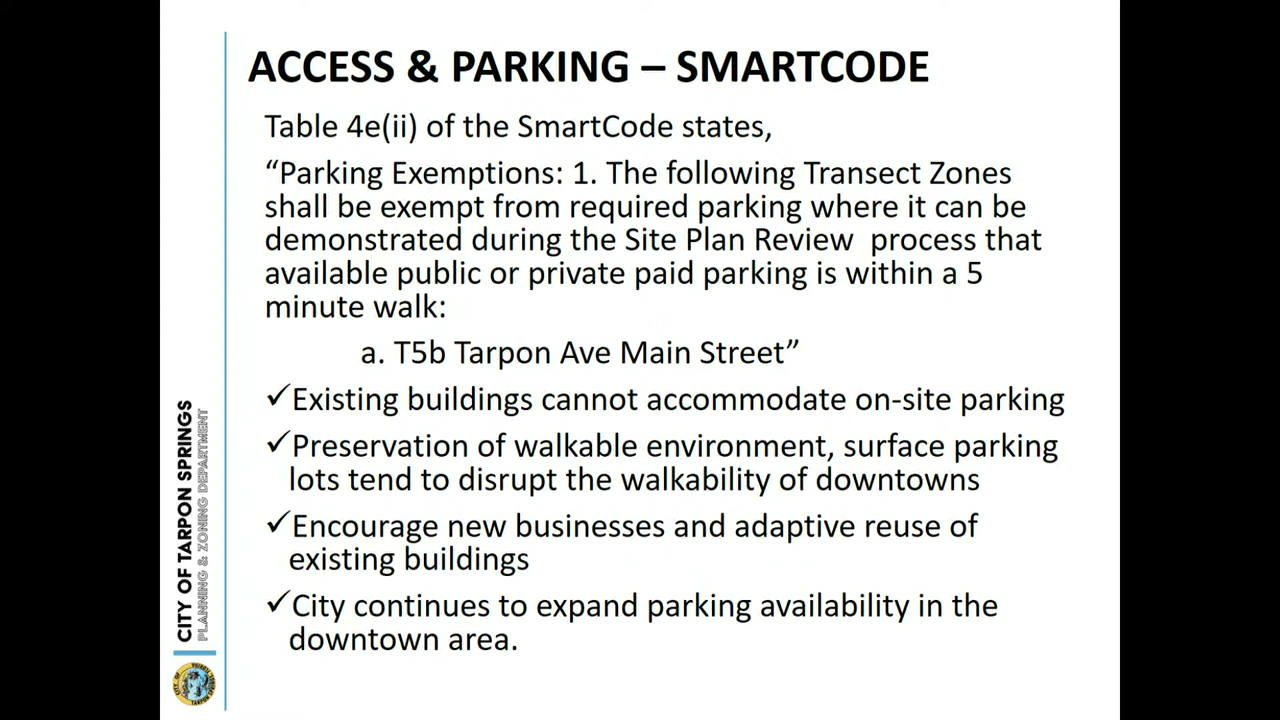 ACCESS & PARKING – SMARTCODE
Table 4e(ii) of the SmartCode states,
“Parking Exemptions: 1. The following Transect Zones
shall be exempt from required parking where it can be
demonstrated during the Site Plan Review  process that
available public or private paid parking is within a 5
minute walk:
a. T5b Tarpon Ave Main Street”
✓Existing buildings cannot accommodate on-site parking
✓Preservation of walkable environment, surface parking
lots tend to disrupt the walkability of downtowns
✓Encourage new businesses and adaptive reuse of
existing buildings
✓City continues to expand parking availability in the
downtown area.
CITY OF TARPON SPRINGS
PLANNING & ZONING DEPARTMENT